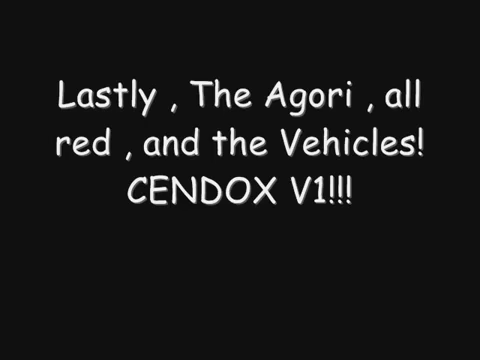 Lastly , The Agori , all
red , and the Vehicles!
CENDOX V1!!!